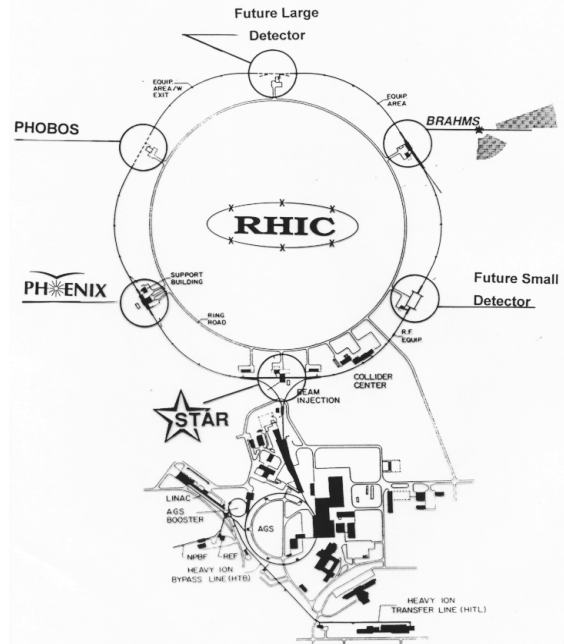 Future Large
Detector
EQUIP.
AREA/W
EXIT
EQUIP.
AREA
PHOBOS
BRAHMS
RHIC
SUPPORT
BUILDING
PHENIX
Future Small
Detector
RING
ROAD
R.F.
EQUIP.
COLLIDER
CENTER
BEAM
INJECTION
STAR
LINAC
AGS
BOOSTER
AGS
NPBF
REF
HEAVY ION
BYPASS LINE (HTB)
HEAVY ION
TRANSFER LINE (HITL)